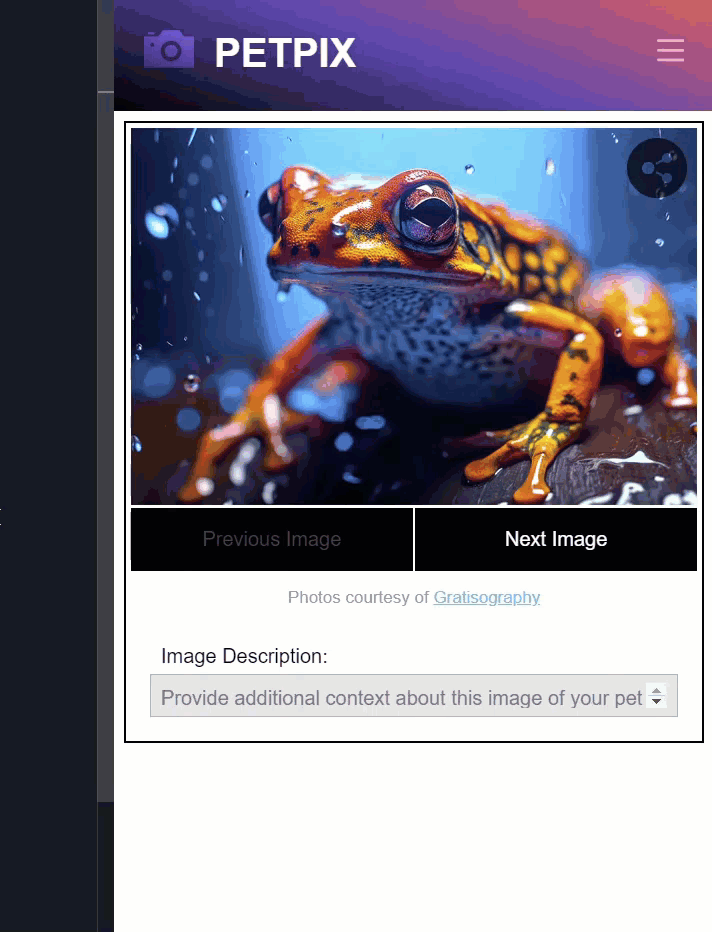 PETPIX
Previous Image
Next Image
Photos courtesy of Gratisography
Image Description:
Provide additional context about this image of your pet